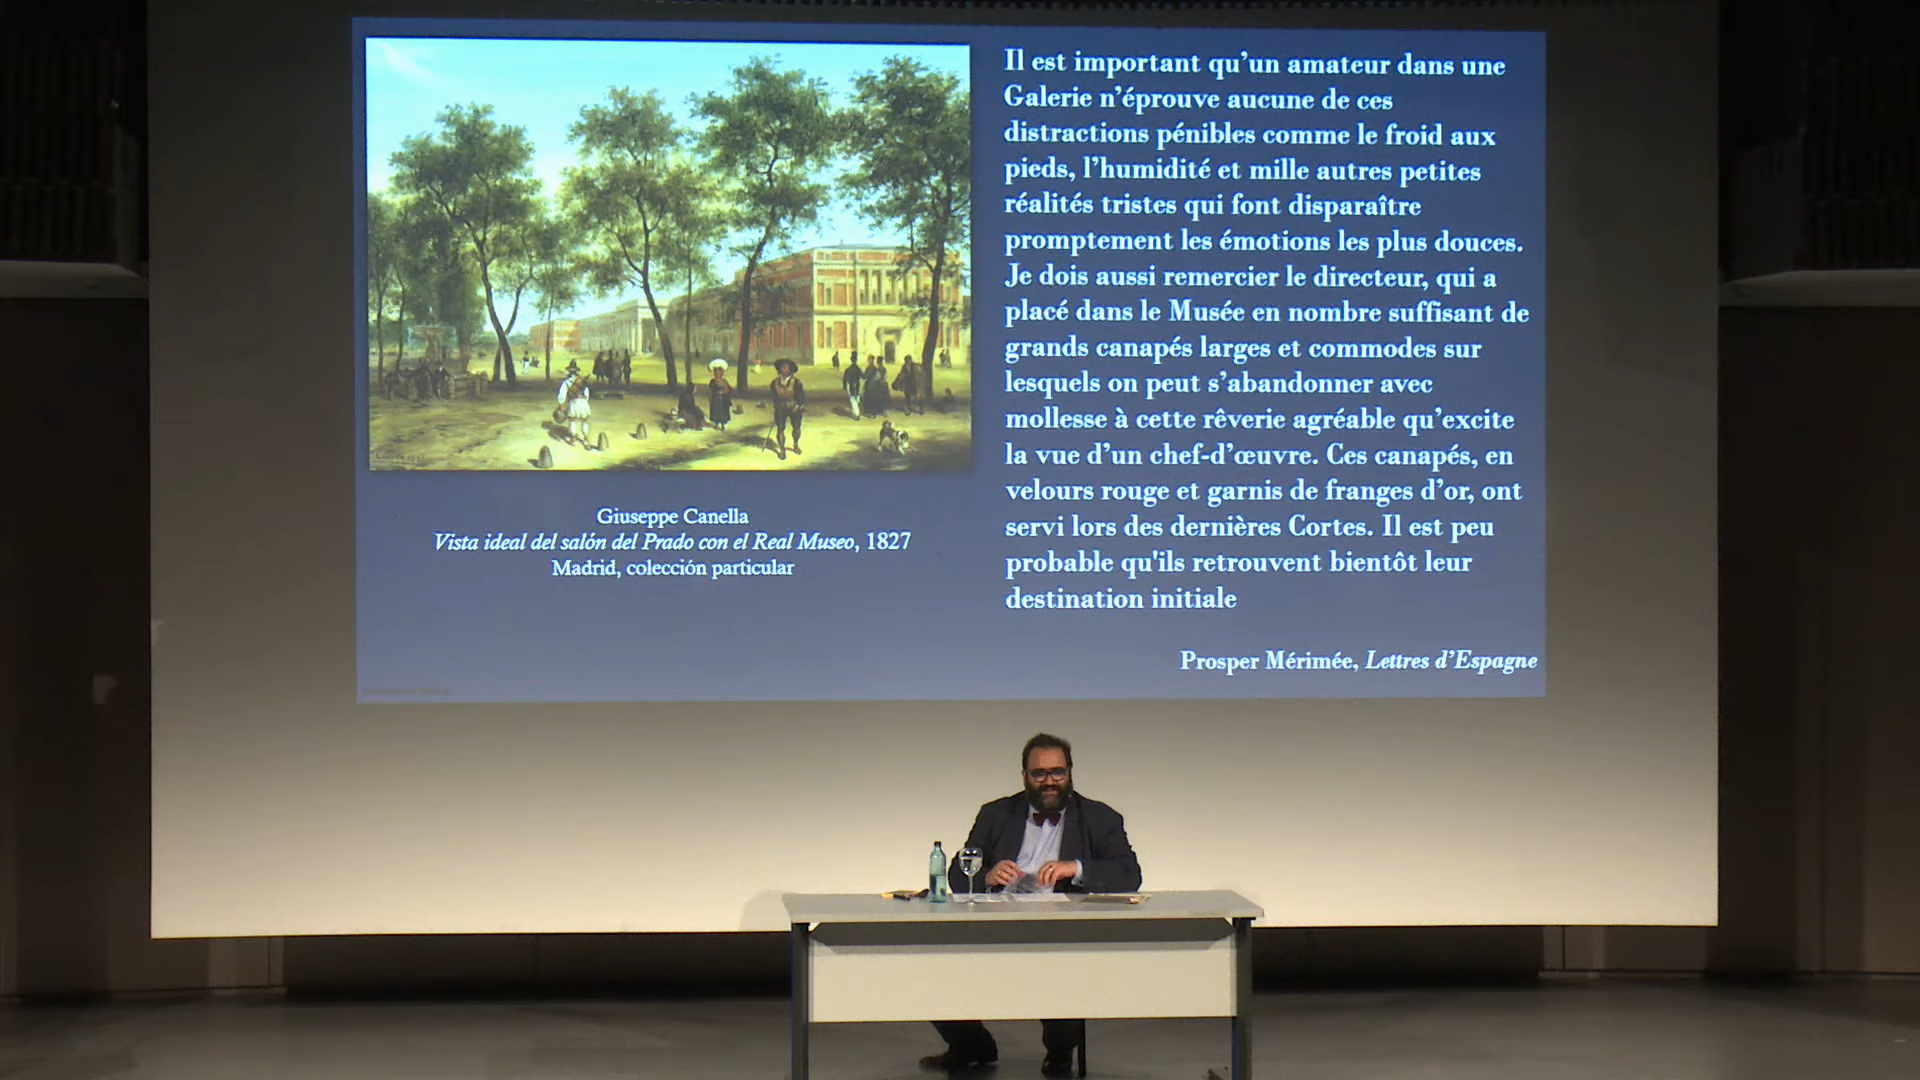 Il est important qu’un amateur dans une
Galerie n’éprouve aucune de ces
distractions pénibles comme le froid aux
pieds, l’humidité et mille autres petites
réalités tristes qui font disparaître
promptement les émotions les plus douces.
Je dois aussi remercier le directeur, qui a
placé dans le Musée en nombre suffisant de
grands canapés larges et commodes sur
lesquels on peut s’abandonner avec
mollesse à cette rêverie agréable qu’excite
la vue d’un chef-d’œuvre. Ces canapés, en
velours rouge et garnis de franges d’or, ont
servi lors des dernières Cortes. Il est peu
probable qu'ils retrouvent bientôt leur
destination initiale
Prosper Mérimée, Lettres d’Espagne
Giuseppe Canella
Vista ideal del salón del Prado con el Real Museo, 1827
Madrid, colección particular